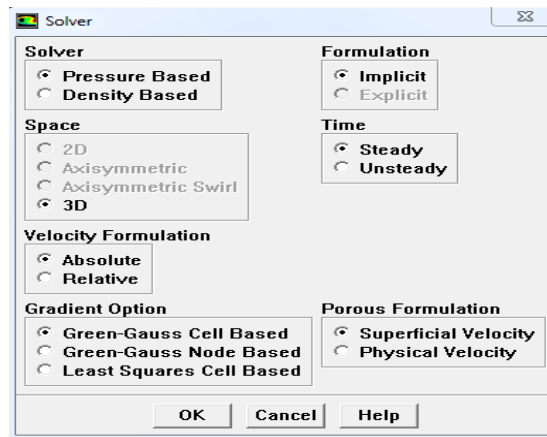 Solver
Solver
Pressure Based
Density Based
Formulation
Implicit
Explicit
Space
2D
Axisymmetric
Axisymmetric Swirl
3D
Time
Steady
Unsteady
Velocity Formulation
Absolute
Relative
Gradient Option
Green-Gauss Cell Based
Green-Gauss Node Based
Least Squares Cell Based
Porous Formulation
Superficial Velocity
Physical Velocity
OK Cancel Help